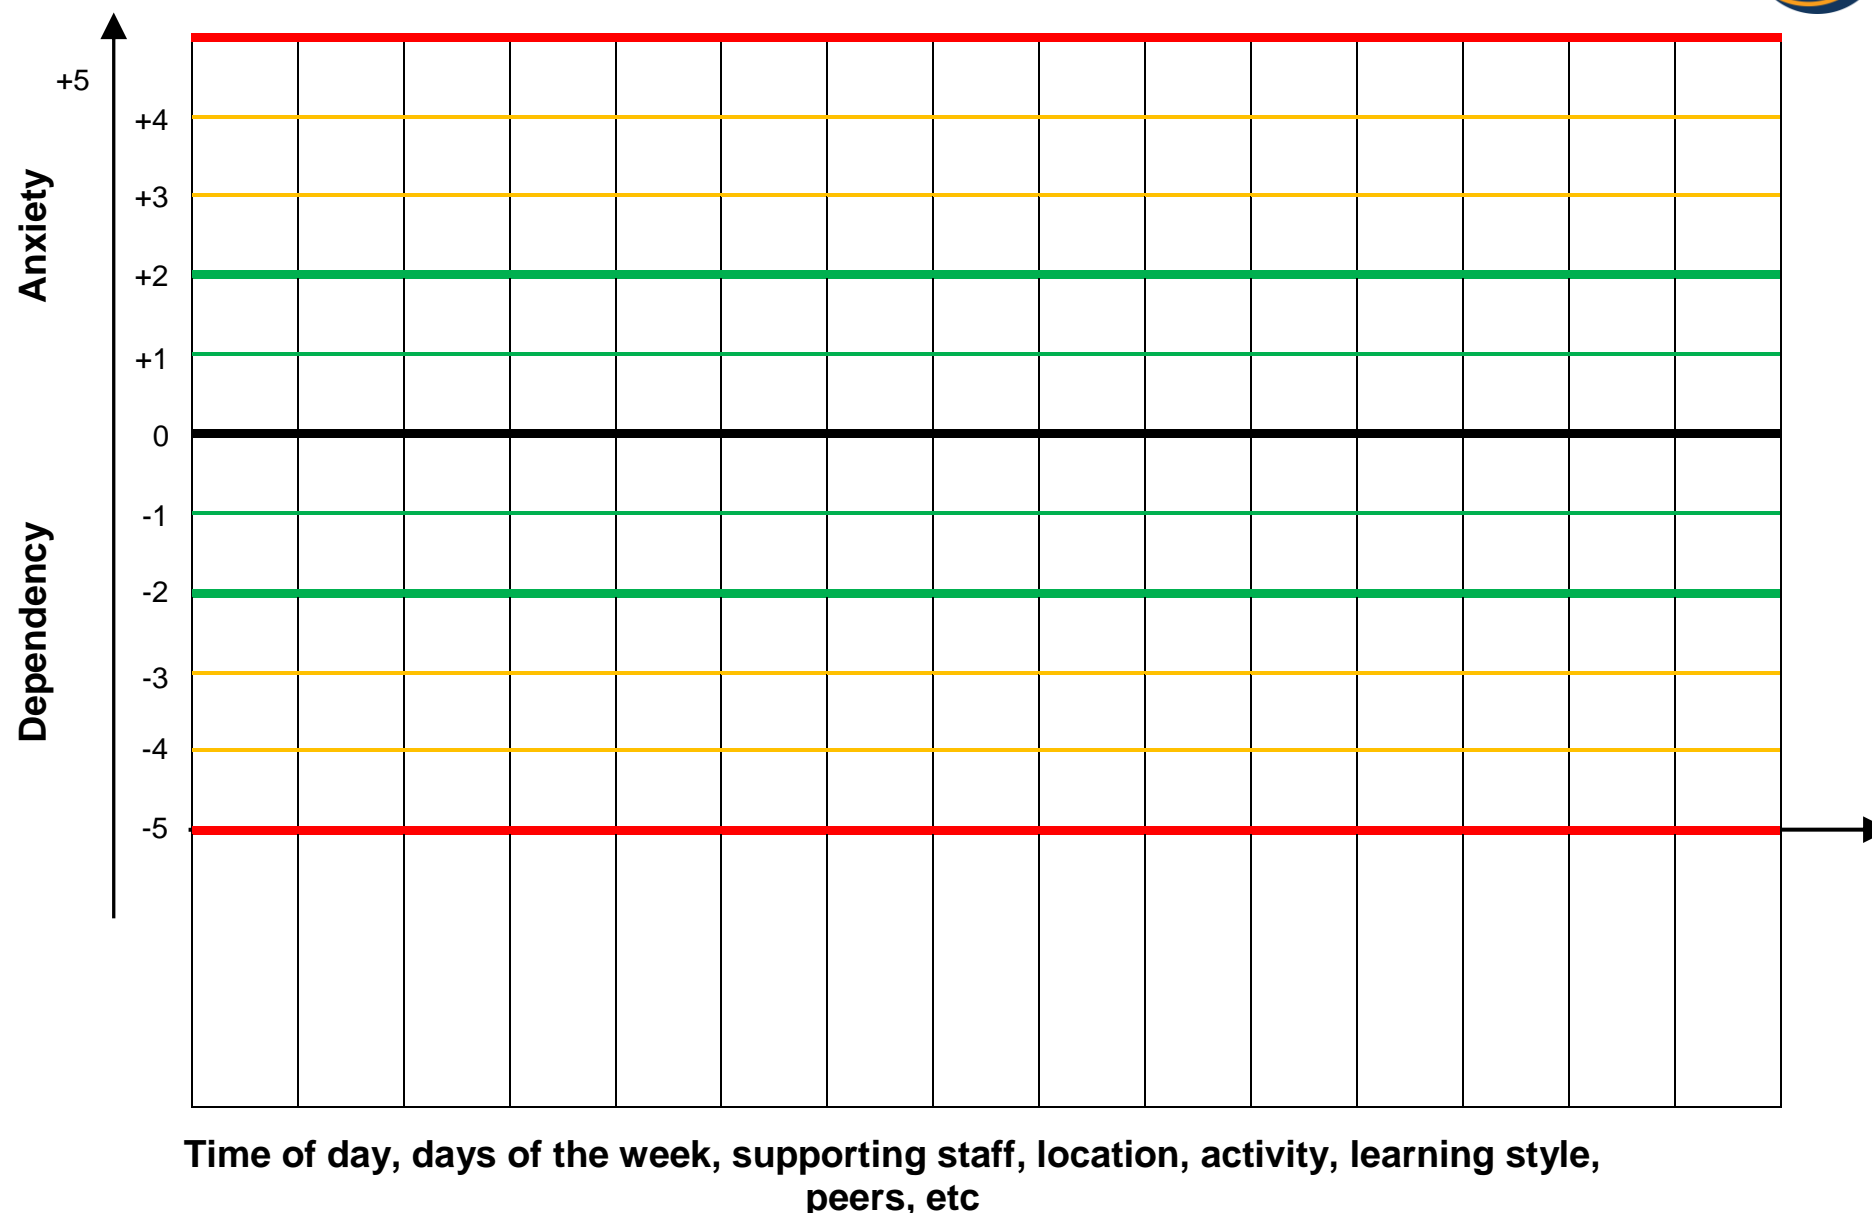 +5
+4
+3
Anxiety
+2
+1
0
-1
-2
Dependency
-3
-4
-5
Time of day, days of the week, supporting staff, location, activity, learning style,
peers, etc